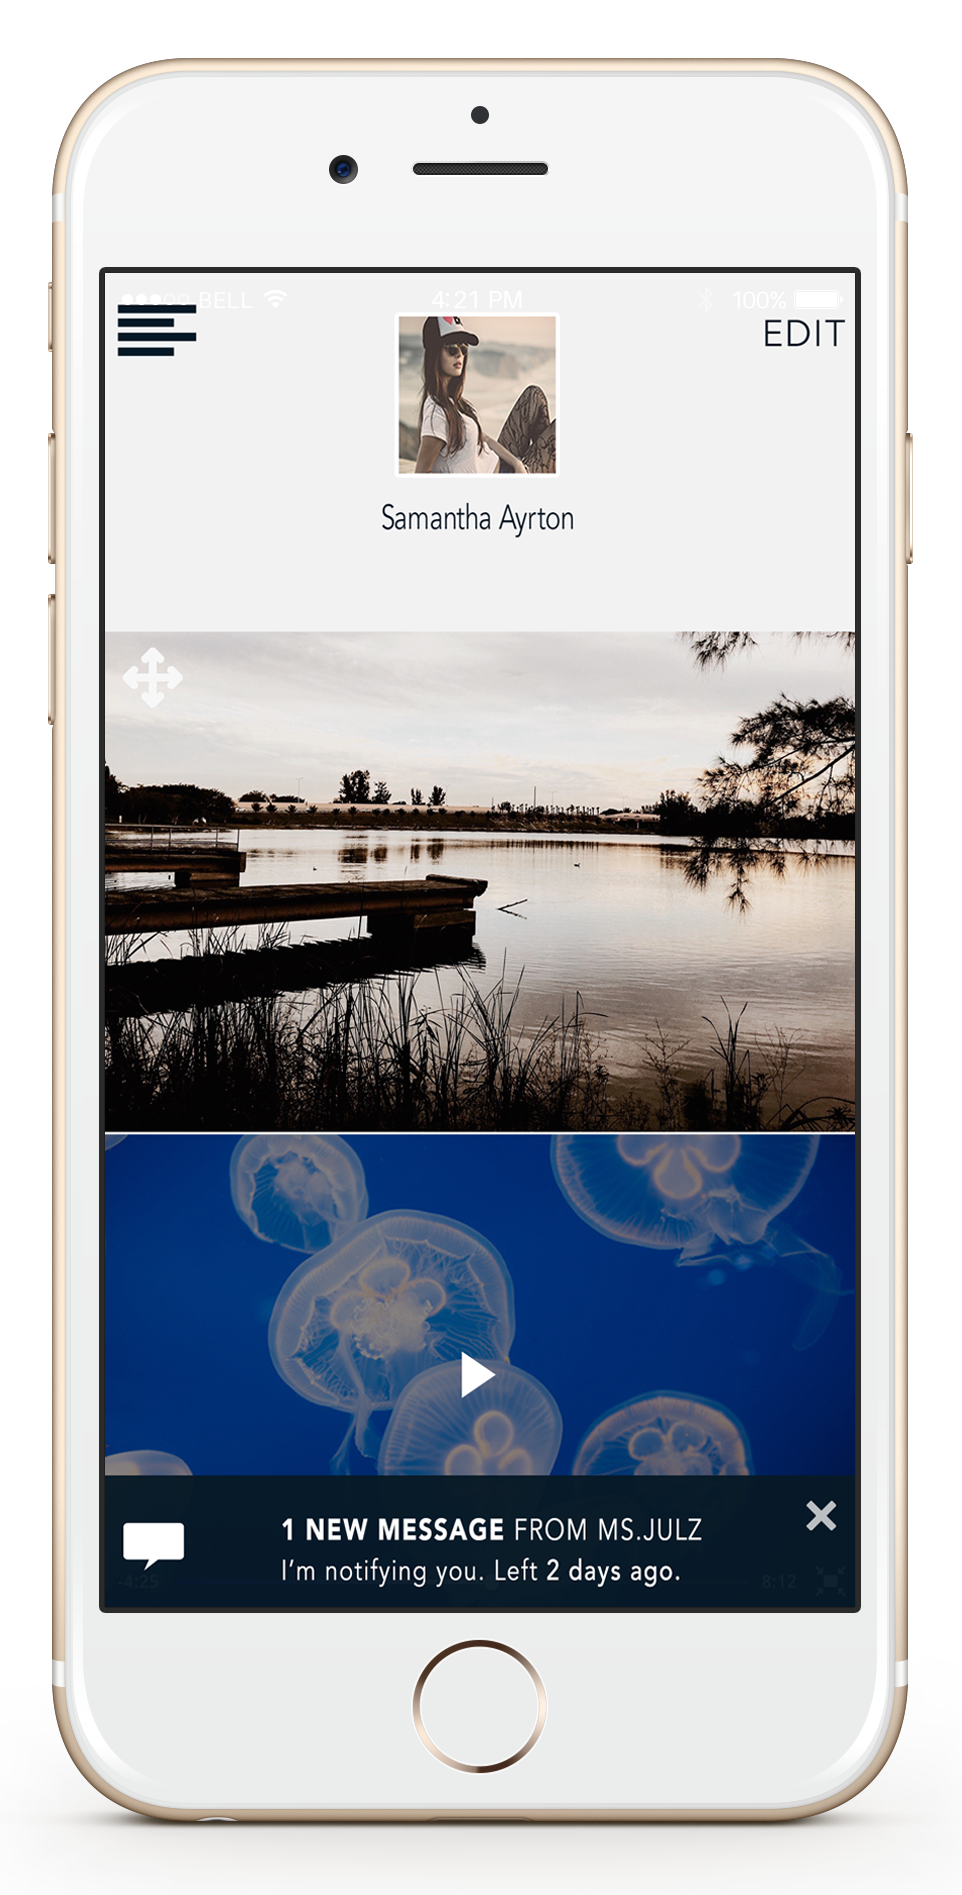 BELL 4:21 PM 100%
EDIT
Samantha Ayrton
1 NEW MESSAGE FROM MS.JULZ
I'm notifying you. Left 2 days ago.
-4:25 8:12